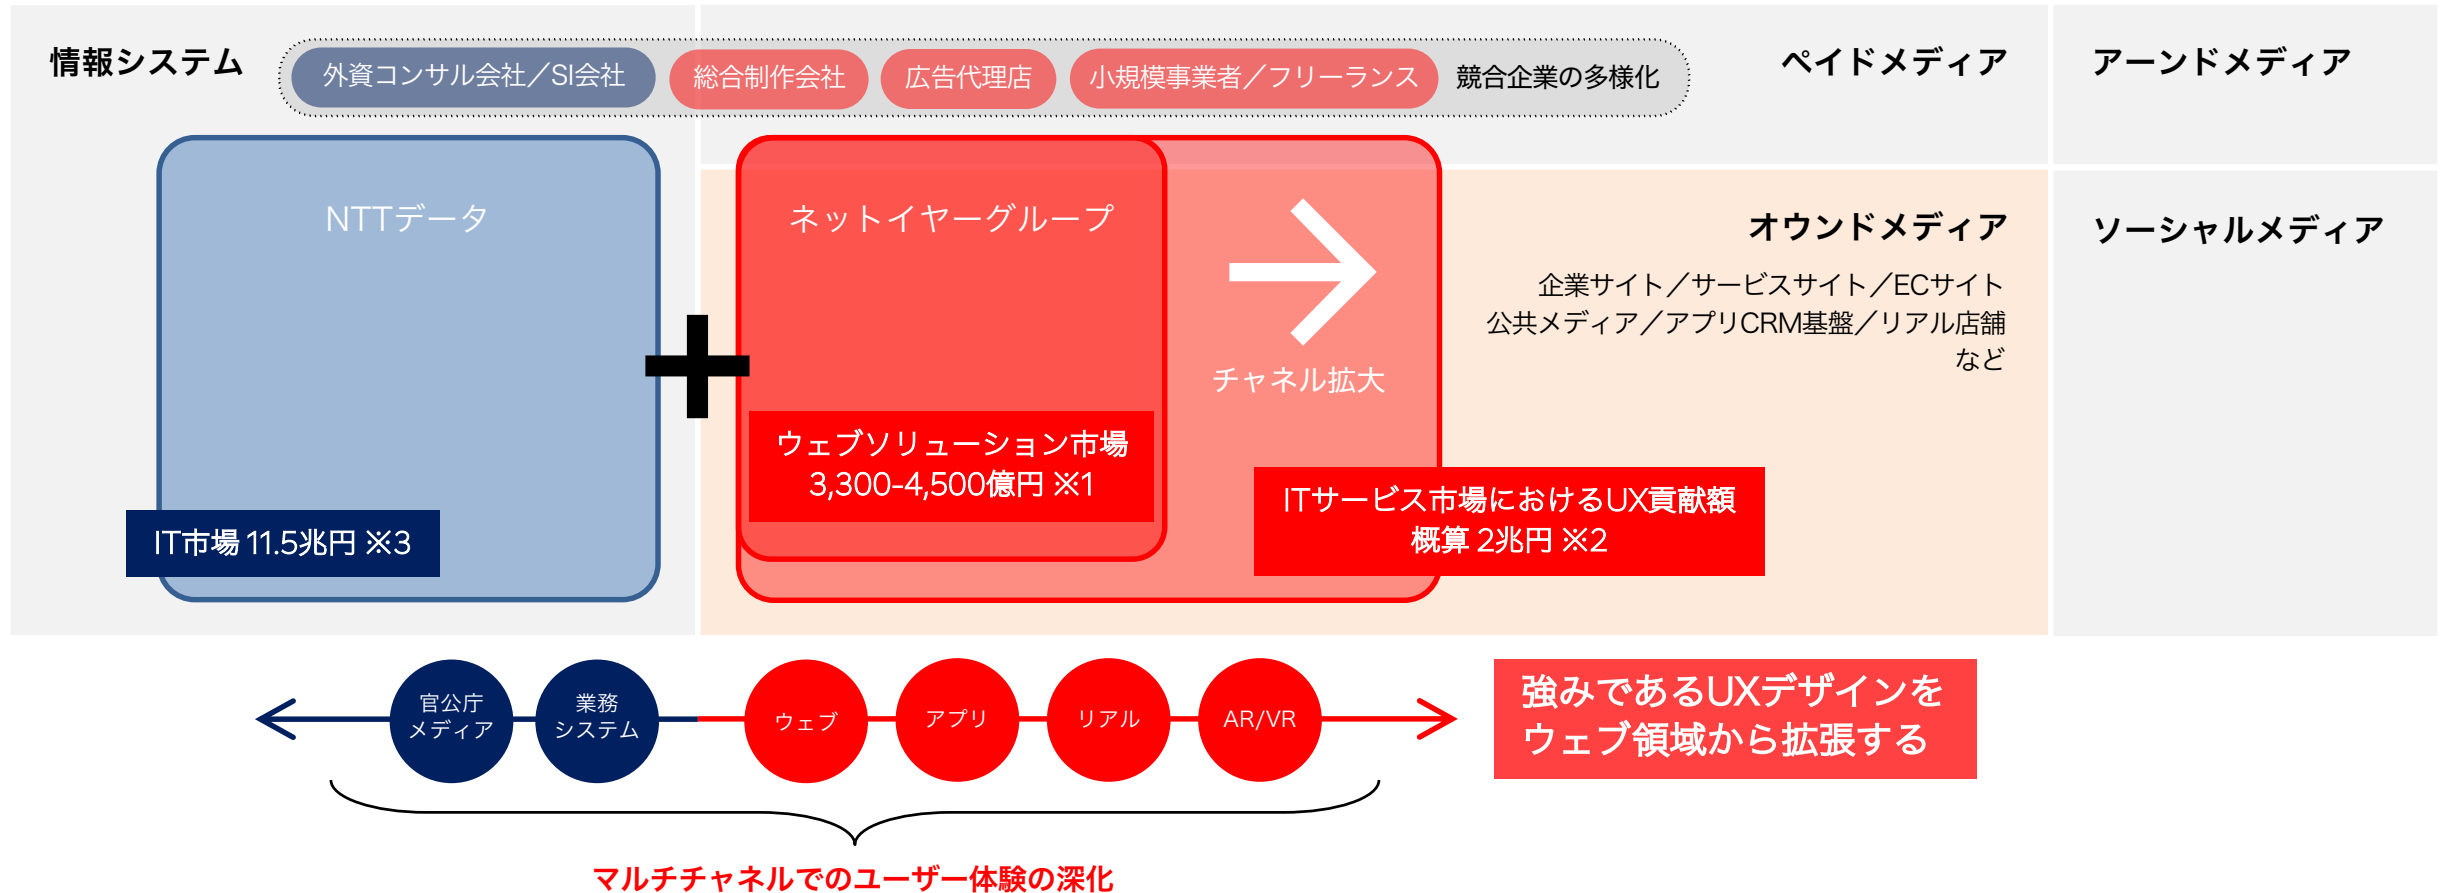 情報システム
外資コンサル会社／SI会社
総合制作会社
広告代理店
小規模事業者／フリーランス
競合企業の多様化
ペイドメディア
アーンドメディア
NTTデータ
ネットイヤーグループ
オウンドメディア
ソーシャルメディア
企業サイト／サービスサイト／ECサイト
公共メディア／アプリCRM基盤／リアル店舗
など
チャネル拡大
ウェブソリューション市場
3,300-4,500億円 ※1
ITサービス市場におけるUX貢献額
概算 2兆円 ※2
IT市場 11.5兆円 ※3
官公庁
メディア
業務
システム
ウェブ
アプリ
リアル
AR/VR
強みであるUXデザインを
ウェブ領域から拡張する
マルチチャネルでのユーザー体験の深化